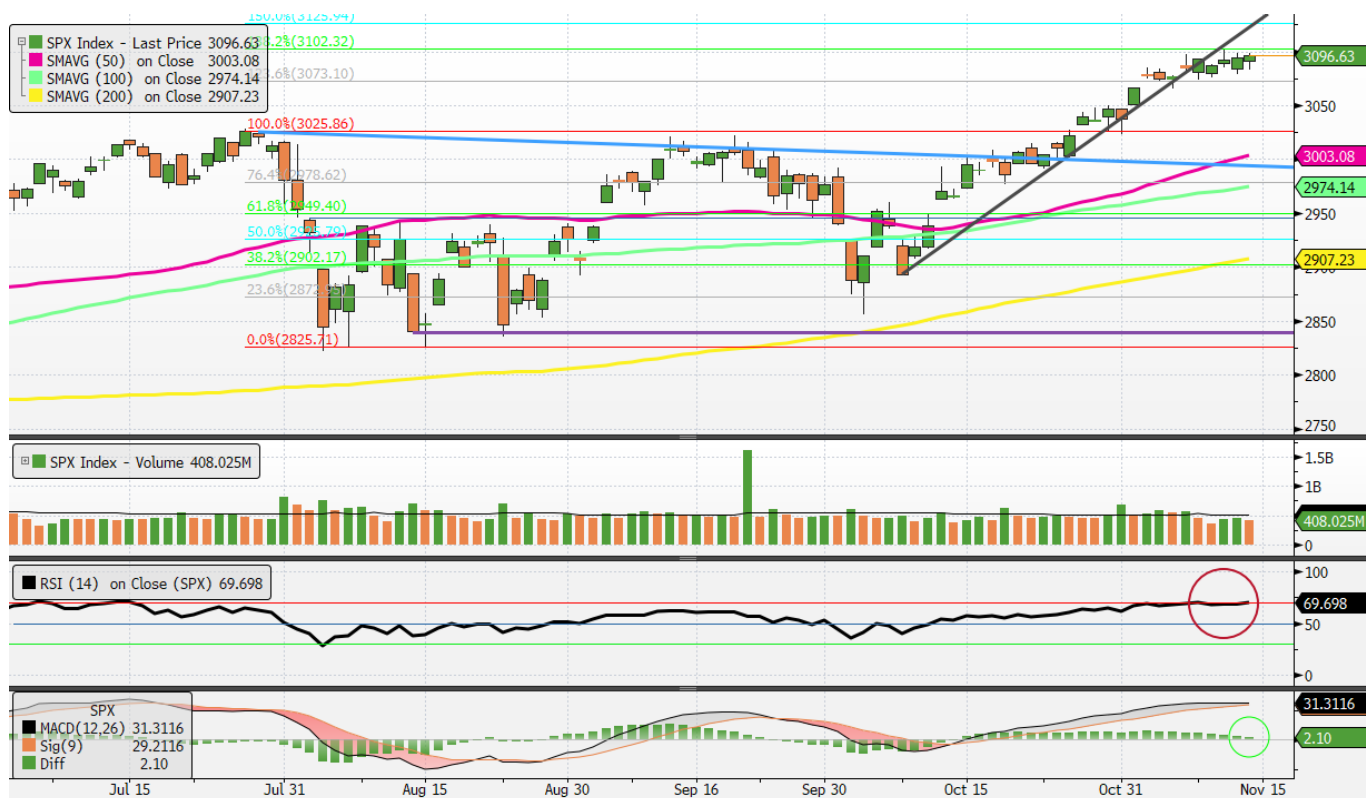 150.0%(3125.94)
SPX Index - Last Price 3096.63
SMAVG (50) on Close 3003.08
SMAVG (100) on Close 2974.14
SMAVG (200) on Close 2907.23
(3102.32)
(3073.10)
100.0%(3025.86)
76.4%(2978.62)
61.8%(2949.40)
50.0%
38.2%(2902.17)
23.6%
0.0%(2825.71)
3096.63
3050
3003.08
2974.14
2950
2907.23
2850
2800
2750
SPX Index - Volume 408.025M
1.5B
1B
408.025M
0
RSI (14) on Close (SPX) 69.698
100
69.698
50
0
SPX
MACD(12,26) 31.3116
Sig(9) 29.2116
Diff 2.10
31.3116
2.10
Jul 15
Jul 31
Aug 15
Aug 30
Sep 16
Sep 30
Oct 15
Oct 31
Nov 15